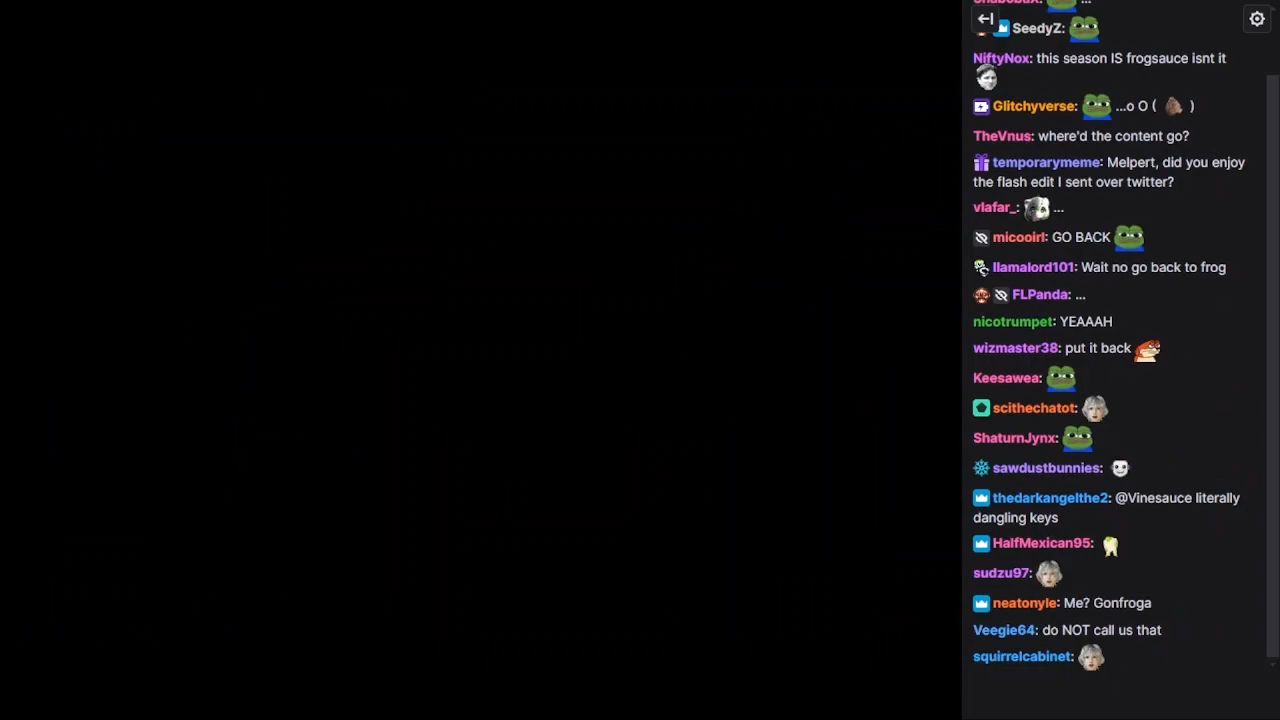 SeedyZ:
NiftyNox: this season IS frogsauce isnt it
Glitchyverse: ...o O ( )
TheVnus: where'd the content go?
temporarymeme: Melpert, did you enjoy
the flash edit I sent over twitter?
vlafar_: ...
micooirl: GO BACK
llamalord101: Wait no go back to frog
FLPanda: ...
nicotrumpet: YEAAAH
wizmaster38: put it back
Keesawea:
scithechatot:
ShaturnJynx:
sawdustbunnies:
thedarkangelthe2: @Vinesauce literally
dangling keys
HalfMexican95:
sudzu97:
neatonyle: Me? Gonfroga
Veegie64: do NOT call us that
squirrelcabinet: